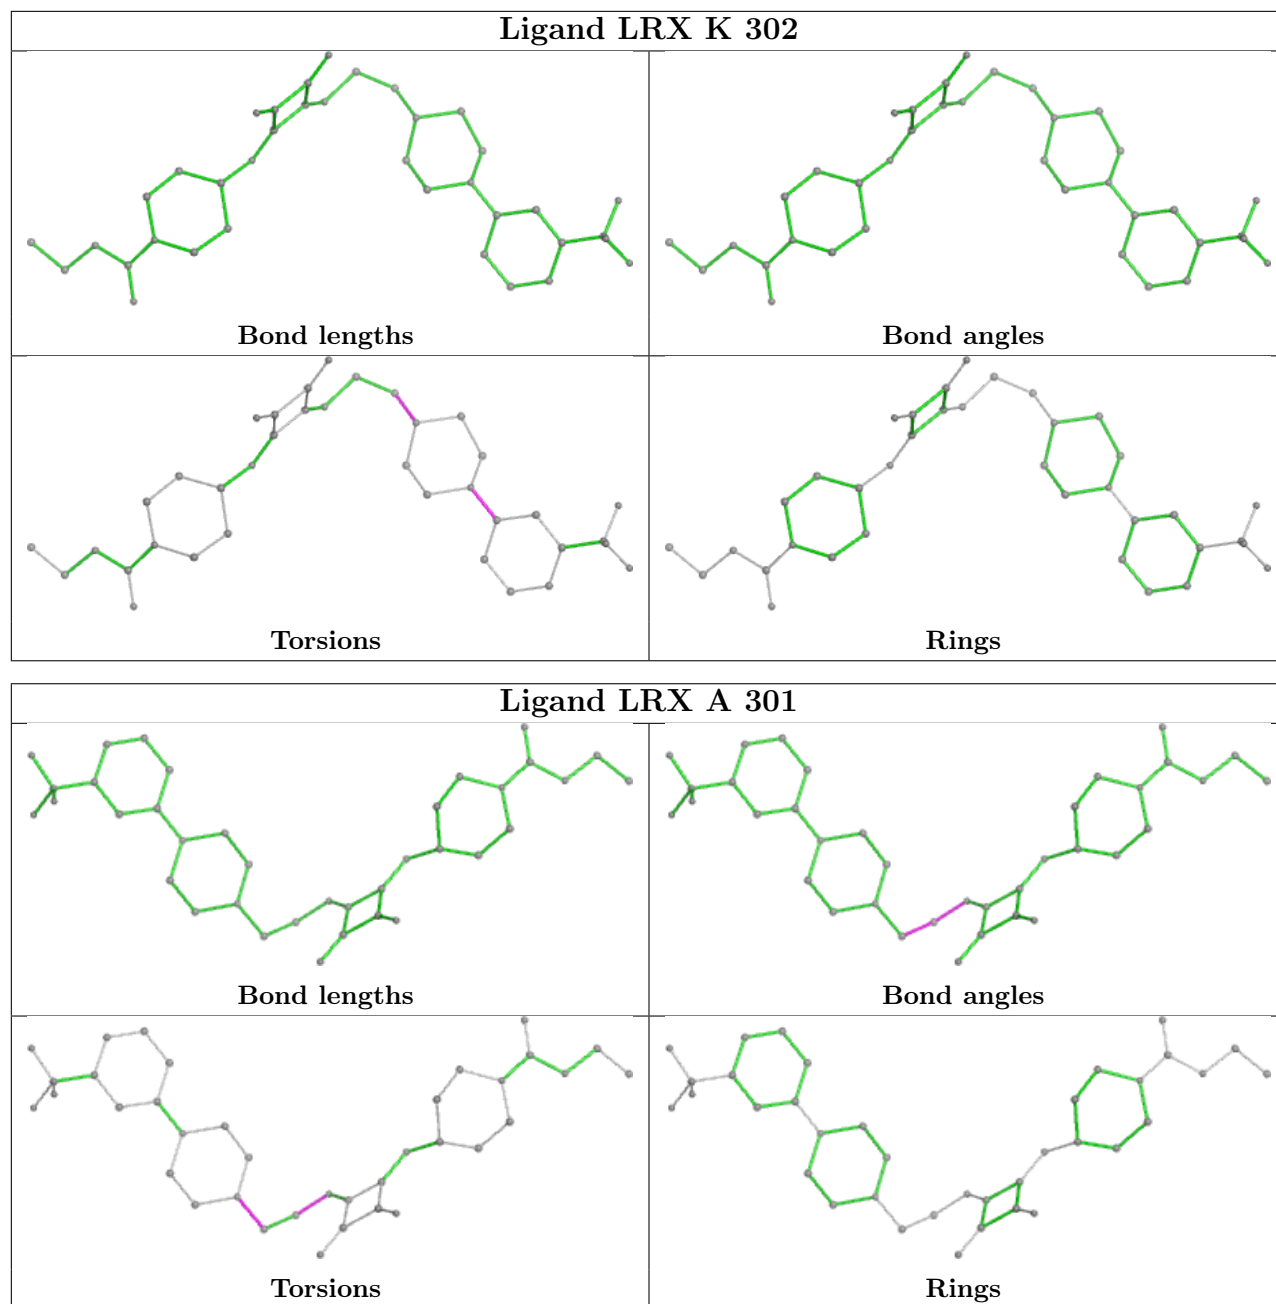 Ligand LRX K 302
Bond lengths
Bond angles
Torsions
Rings
Ligand LRX A 301
Bond lengths
Bond angles
Torsions
Rings